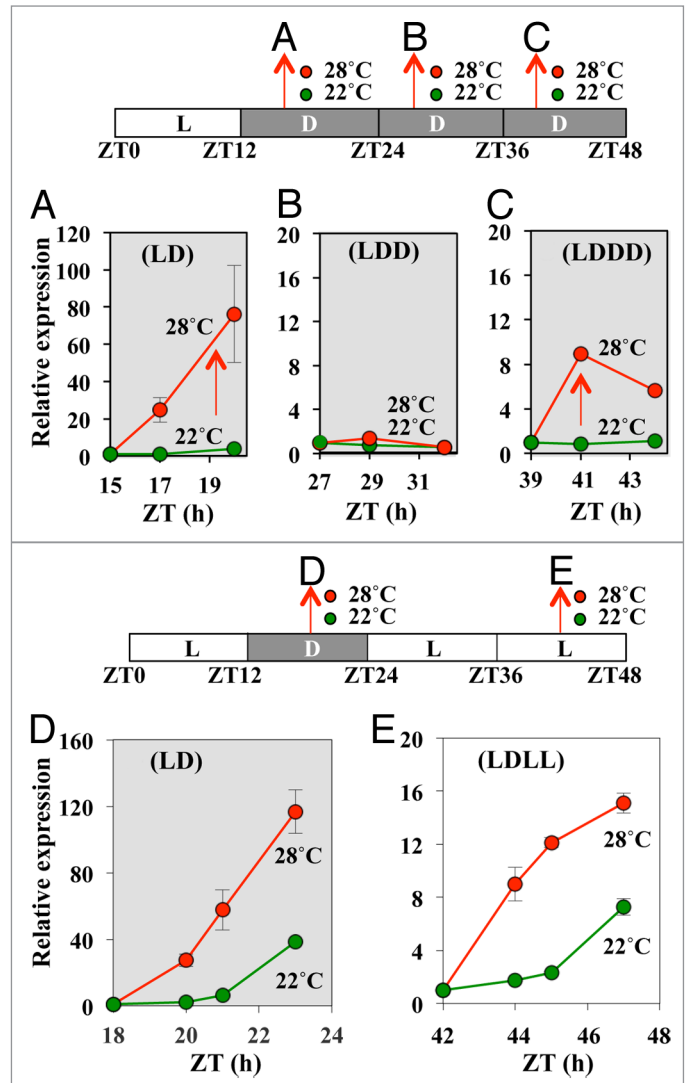 A B C
28°C 28°C 28°C
22°C 22°C 22°C
L D D D
ZT0 ZT12 ZT24 ZT36 ZT48
A B C
Relative expression
120
100
80
60
40
20
0
(LD)
28°C
22°C
15 17 19
ZT (h)
20
16
12
8
4
0
(LDD)
28°C
22°C
27 29 31
ZT (h)
20
16
12
8
4
0
(LDDD)
28°C
22°C
39 41 43
ZT (h)
D E
28°C 28°C
22°C 22°C
L D L L
ZT0 ZT12 ZT24 ZT36 ZT48
D E
Relative expression
160
120
80
40
0
(LD)
28°C
22°C
18 20 22 24
ZT (h)
20
16
12
8
4
0
(LDLL)
28°C
22°C
42 44 46 48
ZT (h)